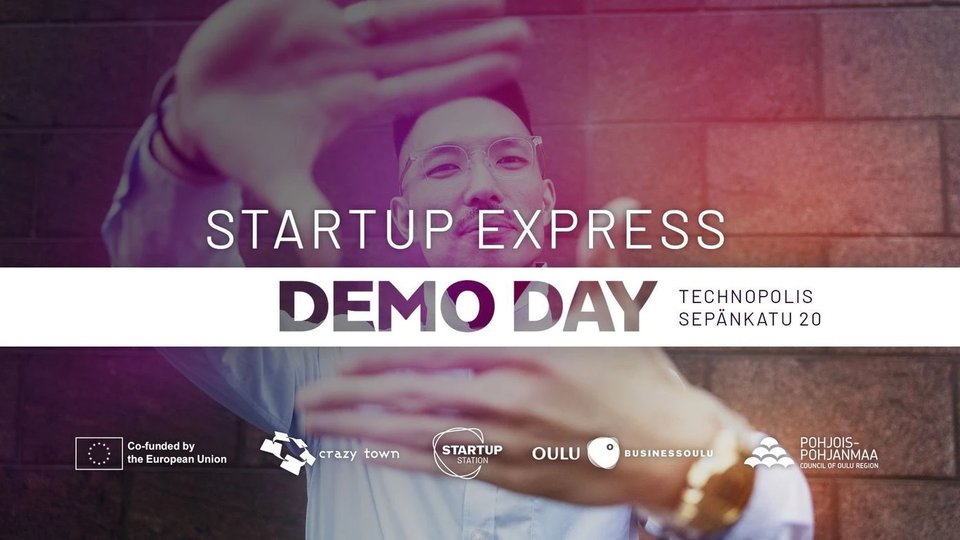 STARTUP EXPRESS
DEMO DAY
TECHNOPOLIS
SEPÄNKATU 20
Co-funded by
the European Union
crazy town
STARTUP
STATION
OULU BUSINESSOULU
POHJOIS-
POHJANMAA
COUNCIL OF OULU REGION